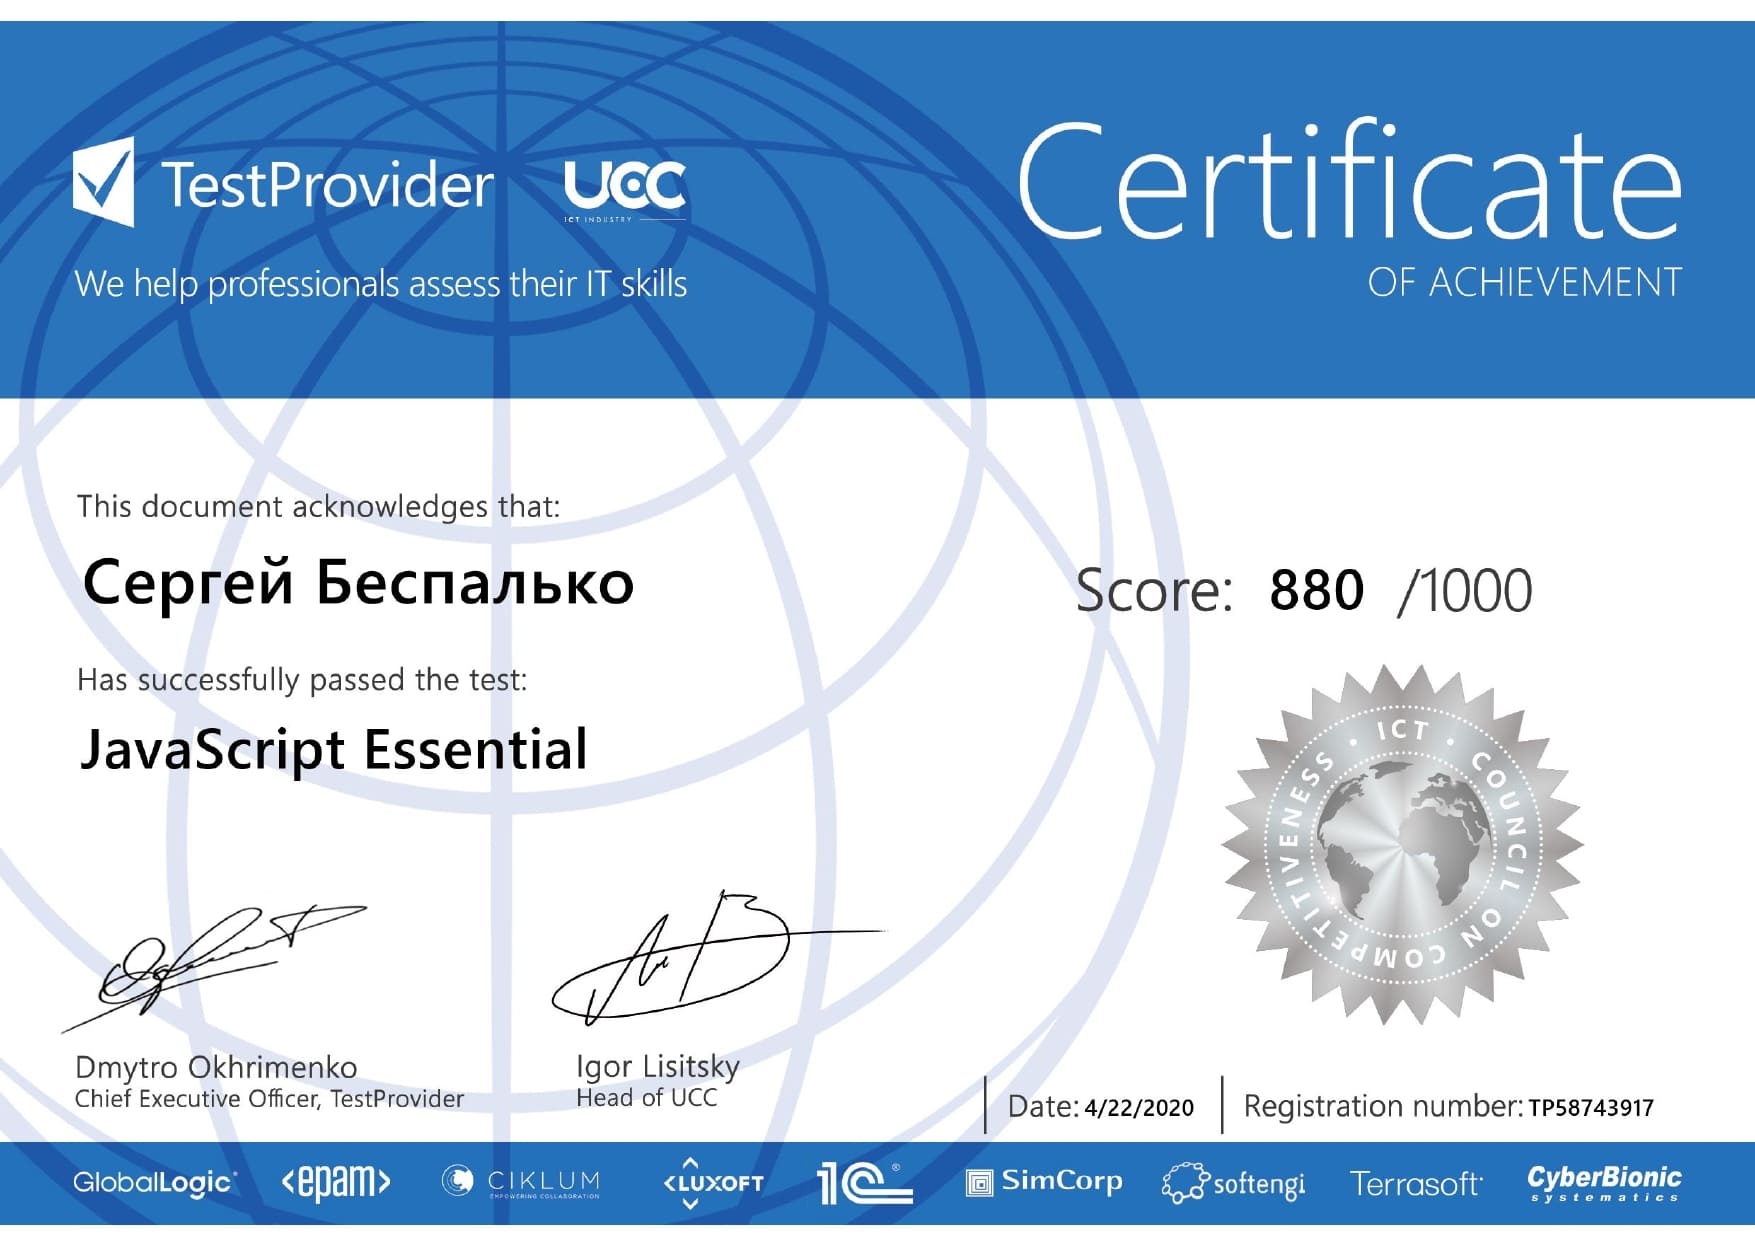 TestProvider
UCC
ICT INDUSTRY
We help professionals assess their IT skills
Certificate
OF ACHIEVEMENT
This document acknowledges that:
Сергей Беспалько
Score: 880 /1000
Has successfully passed the test:
JavaScript Essential
• ICT • COUNCIL ON COMPETITIVENESS
Dmytro Okhrimenko
Chief Executive Officer, TestProvider
Igor Lisitsky
Head of UCC
Date: 4/22/2020
Registration number: TP58743917
GlobalLogic®
<epam>
CIKLUM
EMPOWERING COLLABORATION
<LUXOFT
1C®
SimCorp
softengi
Terrasoft
CyberBionic
systematics